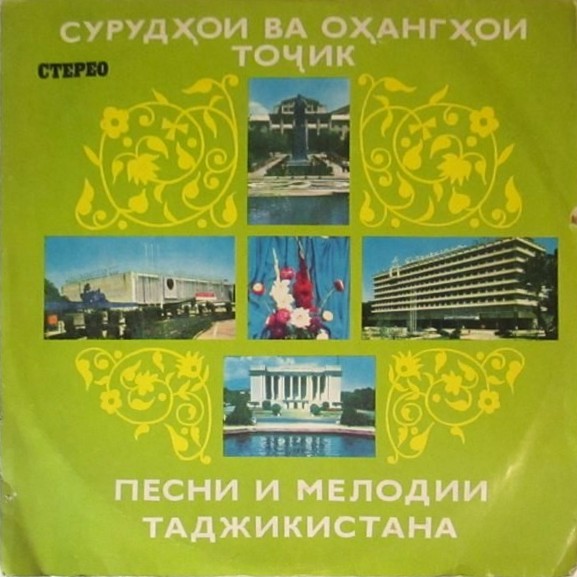 СУРУДҲОИ ВА ОҲАНГҲОИ
ТОҶИК
СТЕРЕО
ПЕСНИ И МЕЛОДИИ
ТАДЖИКИСТАНА